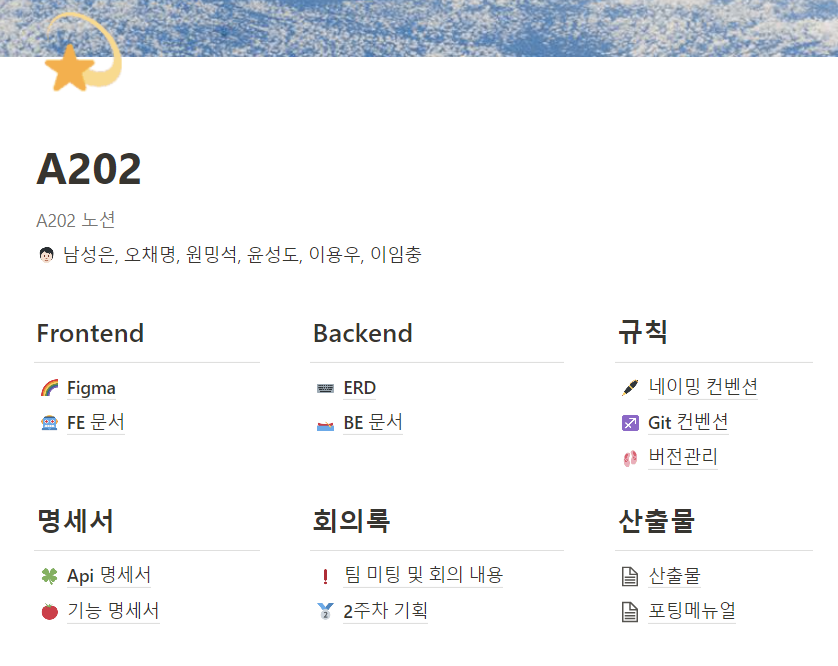 A202
A202 노션
남성은, 오채명, 원밍석, 윤성도, 이용우, 이임충
Frontend
Figma
FE 문서
Backend
ERD
BE 문서
규칙
네이밍 컨벤션
Git 컨벤션
버전관리
명세서
Api 명세서
기능 명세서
회의록
팀 미팅 및 회의 내용
2주차 기획
산출물
산출물
포팅메뉴얼